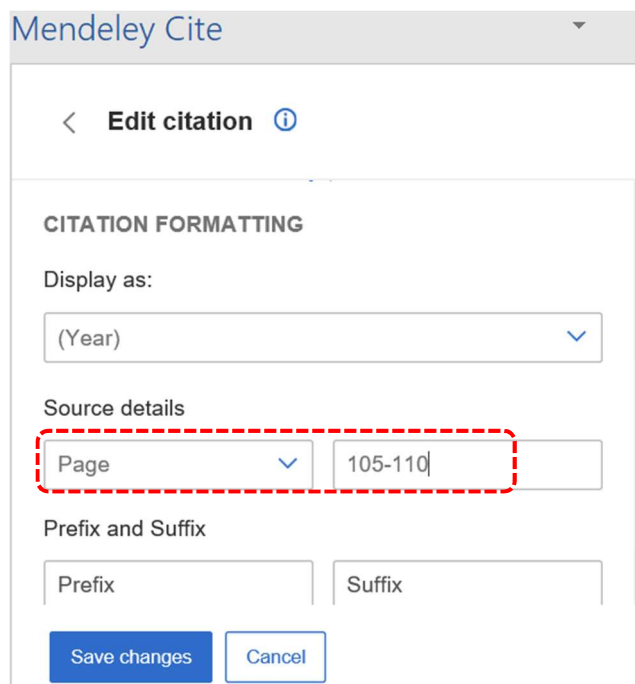 Mendeley Cite
Edit citation
CITATION FORMATTING
Display as:
(Year)
Source details
Page 105-110
Prefix and Suffix
Prefix Suffix
Save changes Cancel